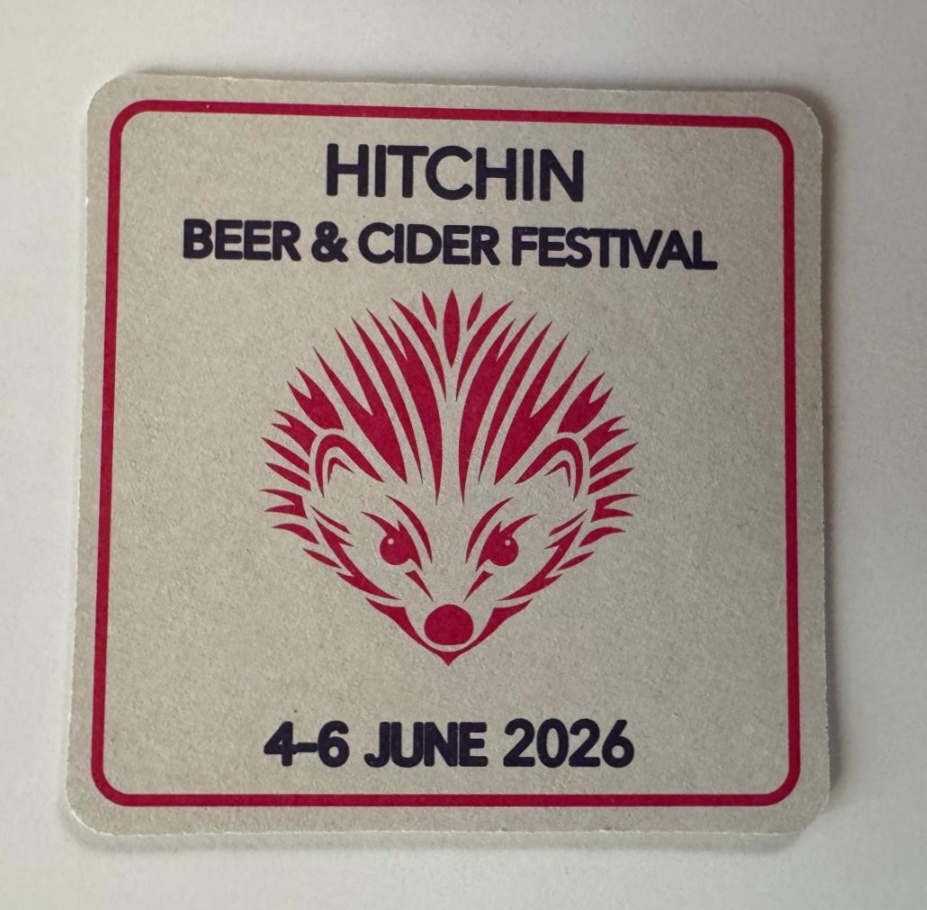 HITCHIN
BEER & CIDER FESTIVAL
4-6 JUNE 2026